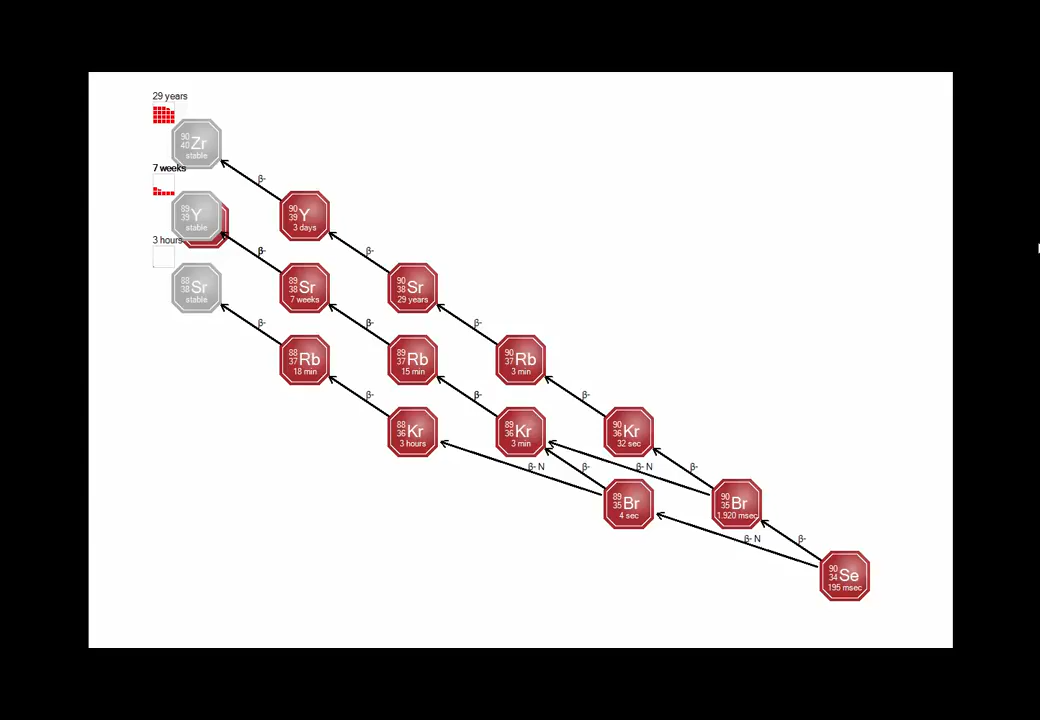 29 years
90
40 Zr
stable
β-
7 weeks
89
39 Y
stable
90
39 Y
3 days
β-
β-
3 hours
88
38 Sr
stable
89
38 Sr
7 weeks
90
38 Sr
29 years
β-
β-
β-
88
37 Rb
18 min
89
37 Rb
15 min
90
37 Rb
3 min
β-
β-
β-
88
36 Kr
3 hours
89
36 Kr
3 min
90
36 Kr
32 sec
β- N
β-
β- N
β-
89
35 Br
4 sec
90
35 Br
1.920 msec
β- N
β-
90
34 Se
195 msec